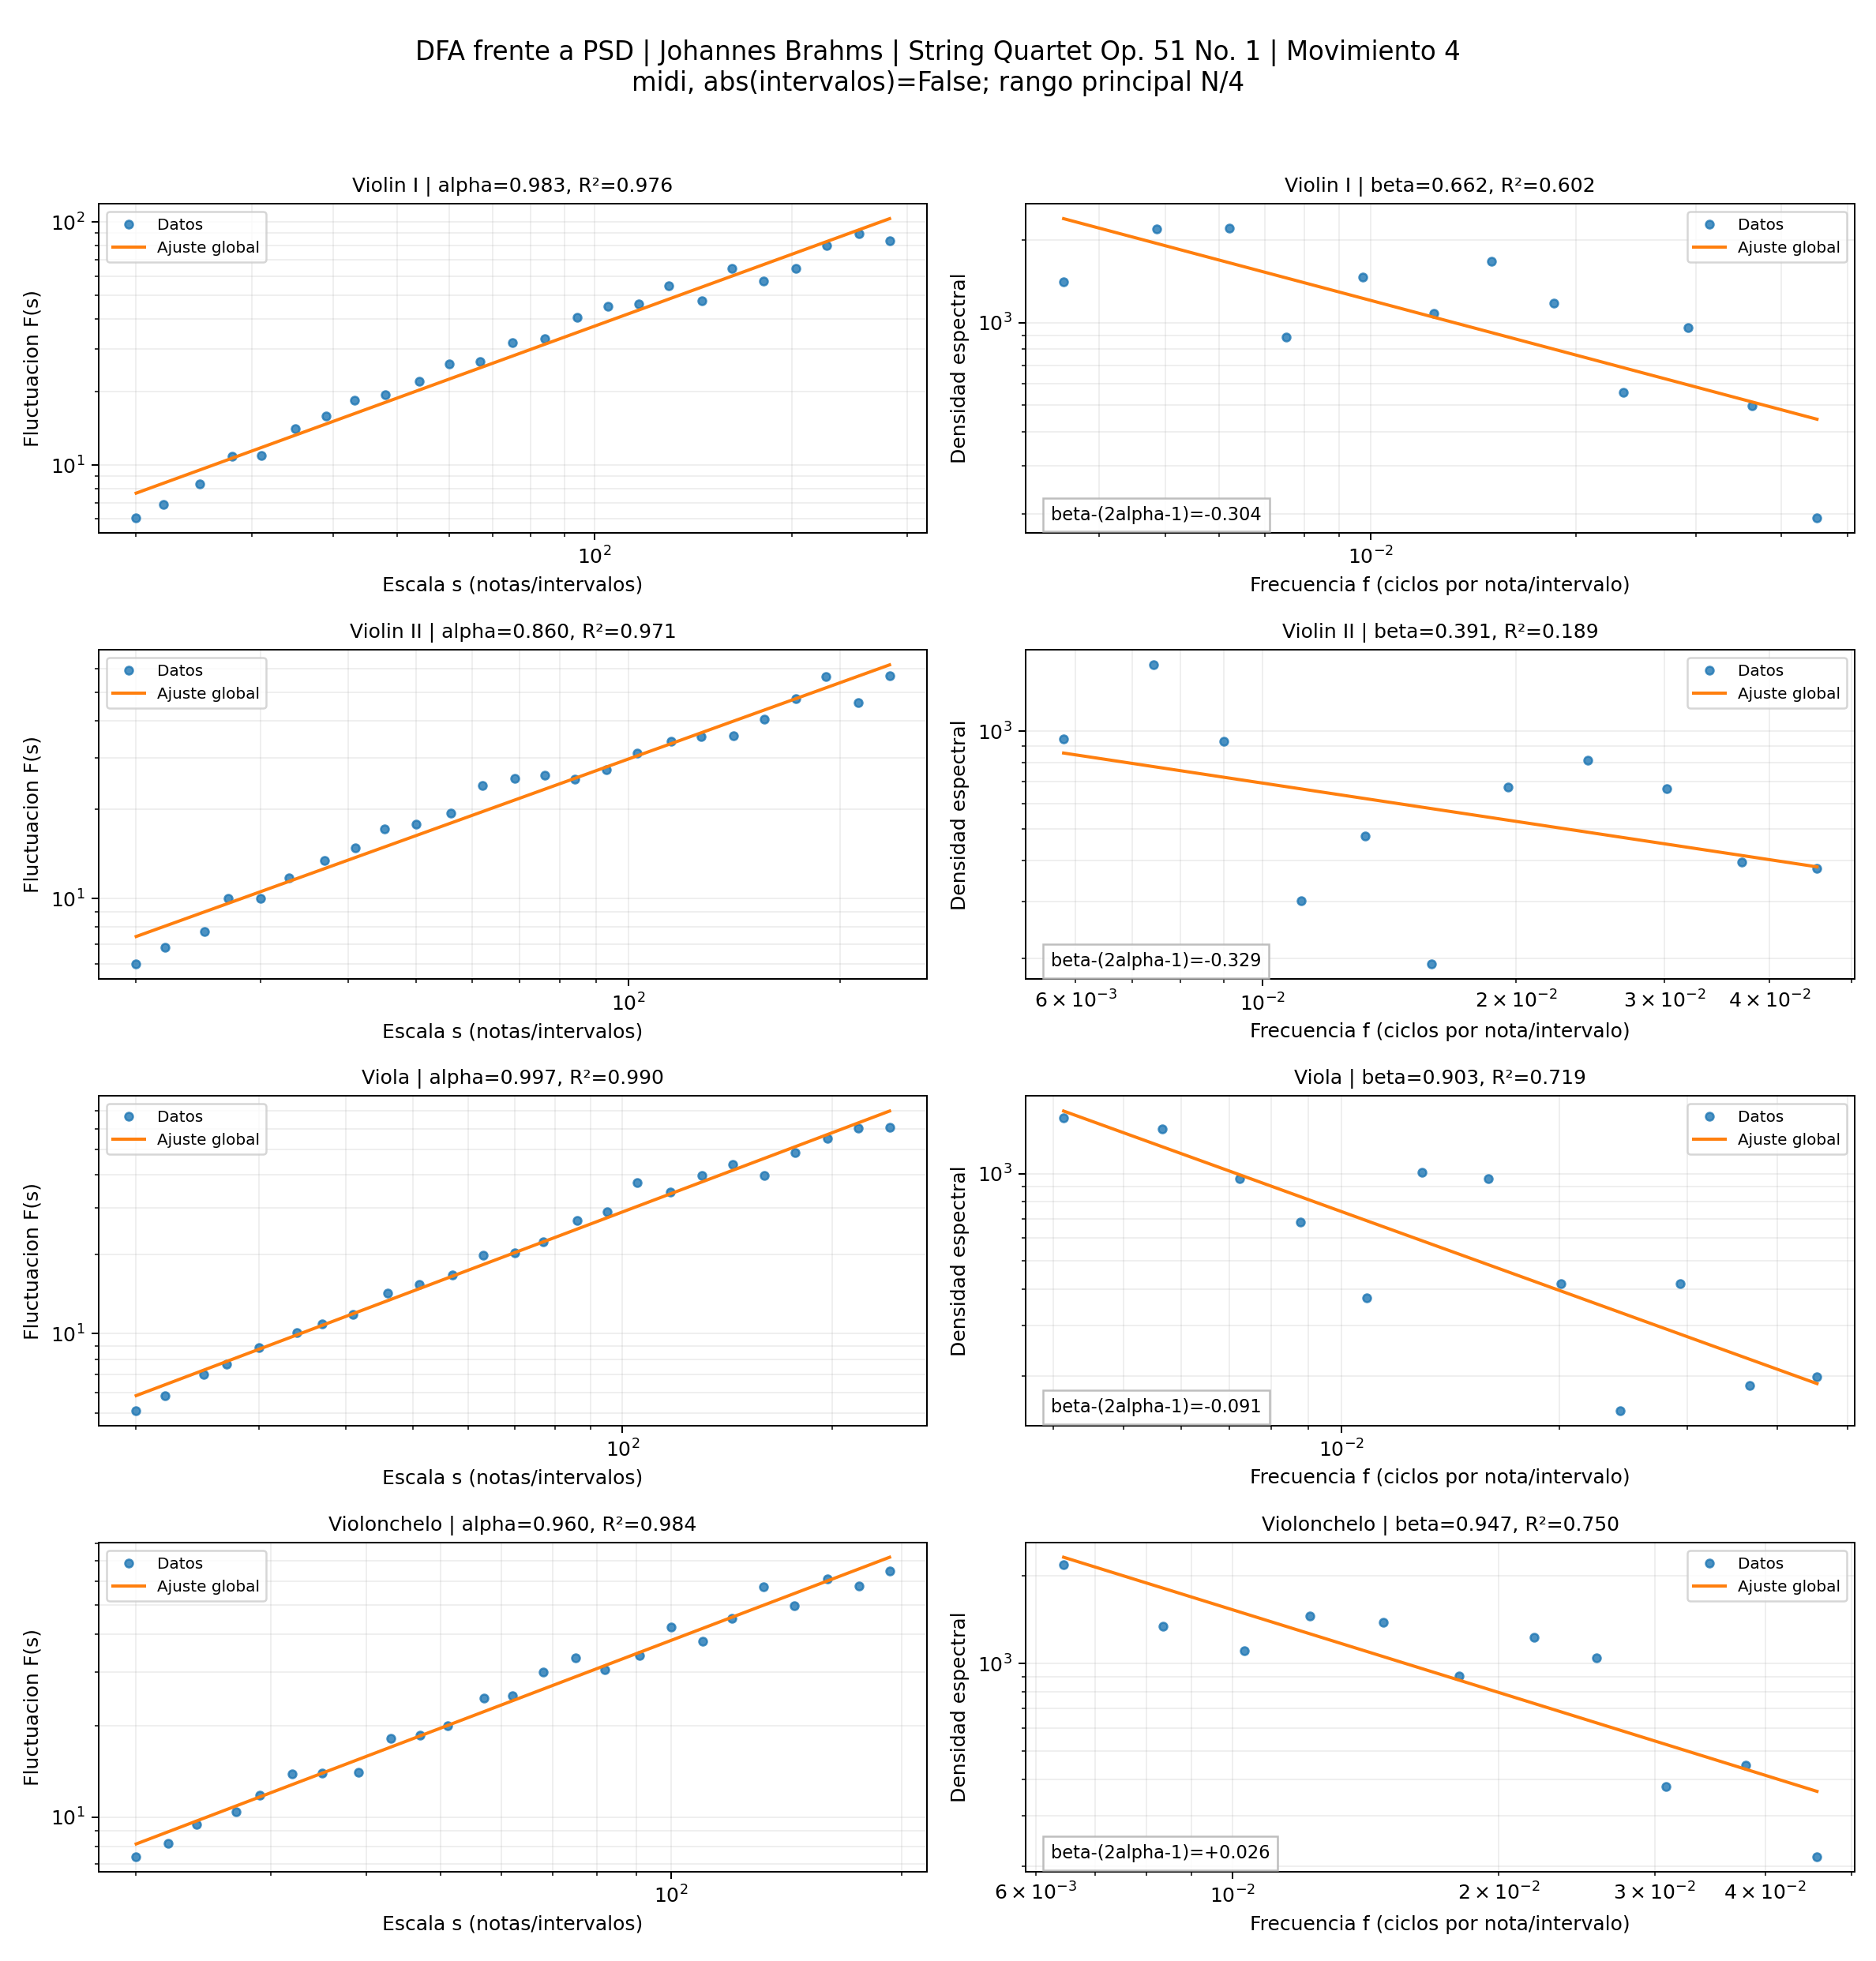 DFA frente a PSD | Johannes Brahms | String Quartet Op. 51 No. 1 | Movimiento 4
midi, abs(intervalos)=False; rango principal N/4
Violin I | alpha=0.983, R²=0.976
Datos
Ajuste global
10²
10¹
Fluctuacion F(s)
10²
Escala s (notas/intervalos)
Violin I | beta=0.662, R²=0.602
Datos
Ajuste global
10³
Densidad espectral
beta-(2alpha-1)=-0.304
10⁻²
Frecuencia f (ciclos por nota/intervalo)
Violin II | alpha=0.860, R²=0.971
Datos
Ajuste global
10¹
Fluctuacion F(s)
10²
Escala s (notas/intervalos)
Violin II | beta=0.391, R²=0.189
Datos
Ajuste global
10³
Densidad espectral
beta-(2alpha-1)=-0.329
6 × 10⁻³ 10⁻² 2 × 10⁻² 3 × 10⁻² 4 × 10⁻²
Frecuencia f (ciclos por nota/intervalo)
Viola | alpha=0.997, R²=0.990
Datos
Ajuste global
10¹
Fluctuacion F(s)
10²
Escala s (notas/intervalos)
Viola | beta=0.903, R²=0.719
Datos
Ajuste global
10³
Densidad espectral
beta-(2alpha-1)=-0.091
10⁻²
Frecuencia f (ciclos por nota/intervalo)
Violonchelo | alpha=0.960, R²=0.984
Datos
Ajuste global
10¹
Fluctuacion F(s)
10²
Escala s (notas/intervalos)
Violonchelo | beta=0.947, R²=0.750
Datos
Ajuste global
10³
Densidad espectral
beta-(2alpha-1)=+0.026
6 × 10⁻³ 10⁻² 2 × 10⁻² 3 × 10⁻² 4 × 10⁻²
Frecuencia f (ciclos por nota/intervalo)